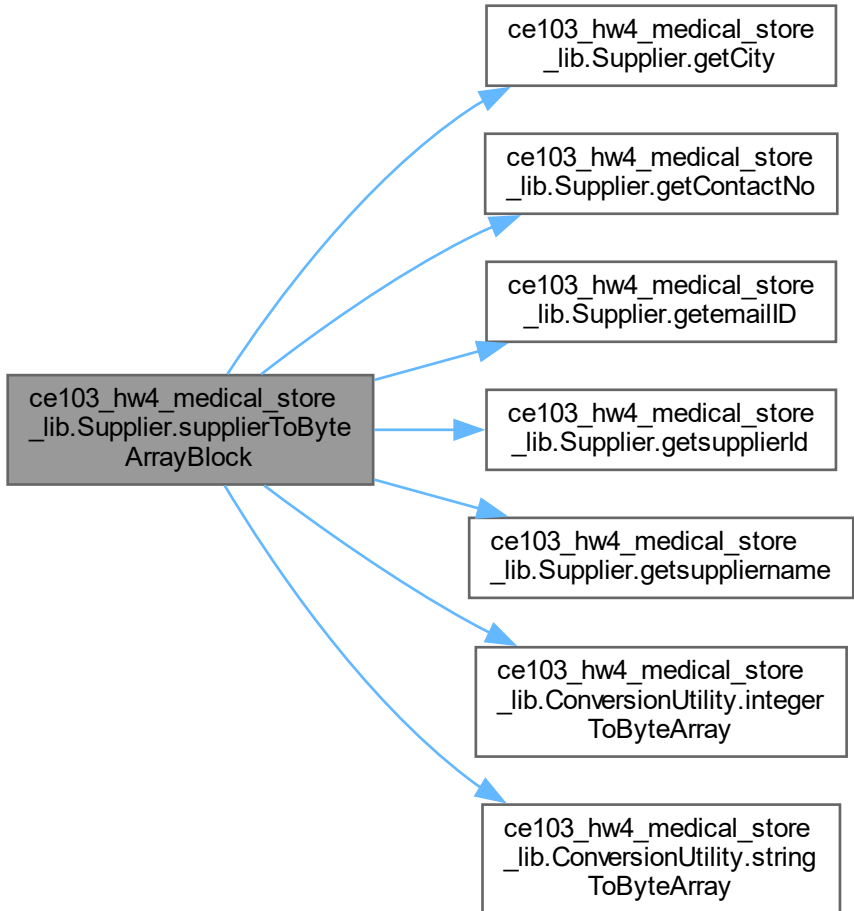 ce103_hw4_medical_store
_lib.Supplier.getCity
ce103_hw4_medical_store
_lib.Supplier.getContactNo
ce103_hw4_medical_store
_lib.Supplier.getemailID
ce103_hw4_medical_store
_lib.Supplier.supplierToByte
ArrayBlock
ce103_hw4_medical_store
_lib.Supplier.getsupplierId
ce103_hw4_medical_store
_lib.Supplier.getsuppliername
ce103_hw4_medical_store
_lib.ConversionUtility.integer
ToByteArray
ce103_hw4_medical_store
_lib.ConversionUtility.string
ToByteArray